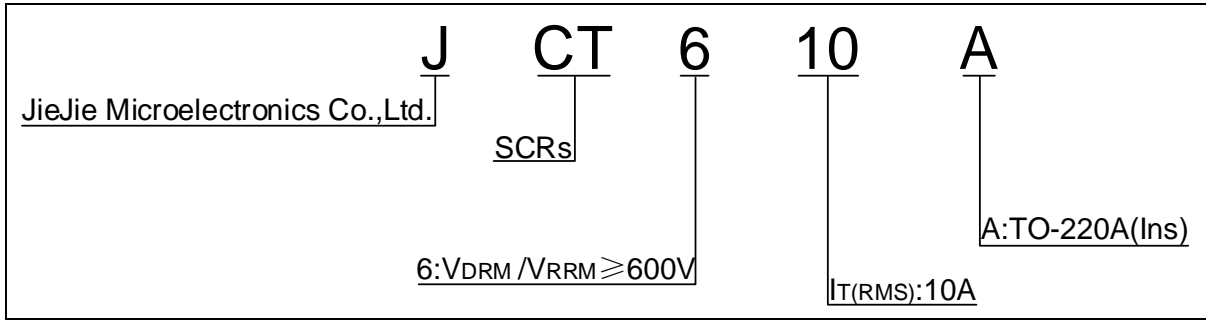 J CT 6 10 A
JieJie Microelectronics Co.,Ltd.
SCRs
A:TO-220A(Ins)
6:VDRM /VRRM≥600V
IT(RMS):10A